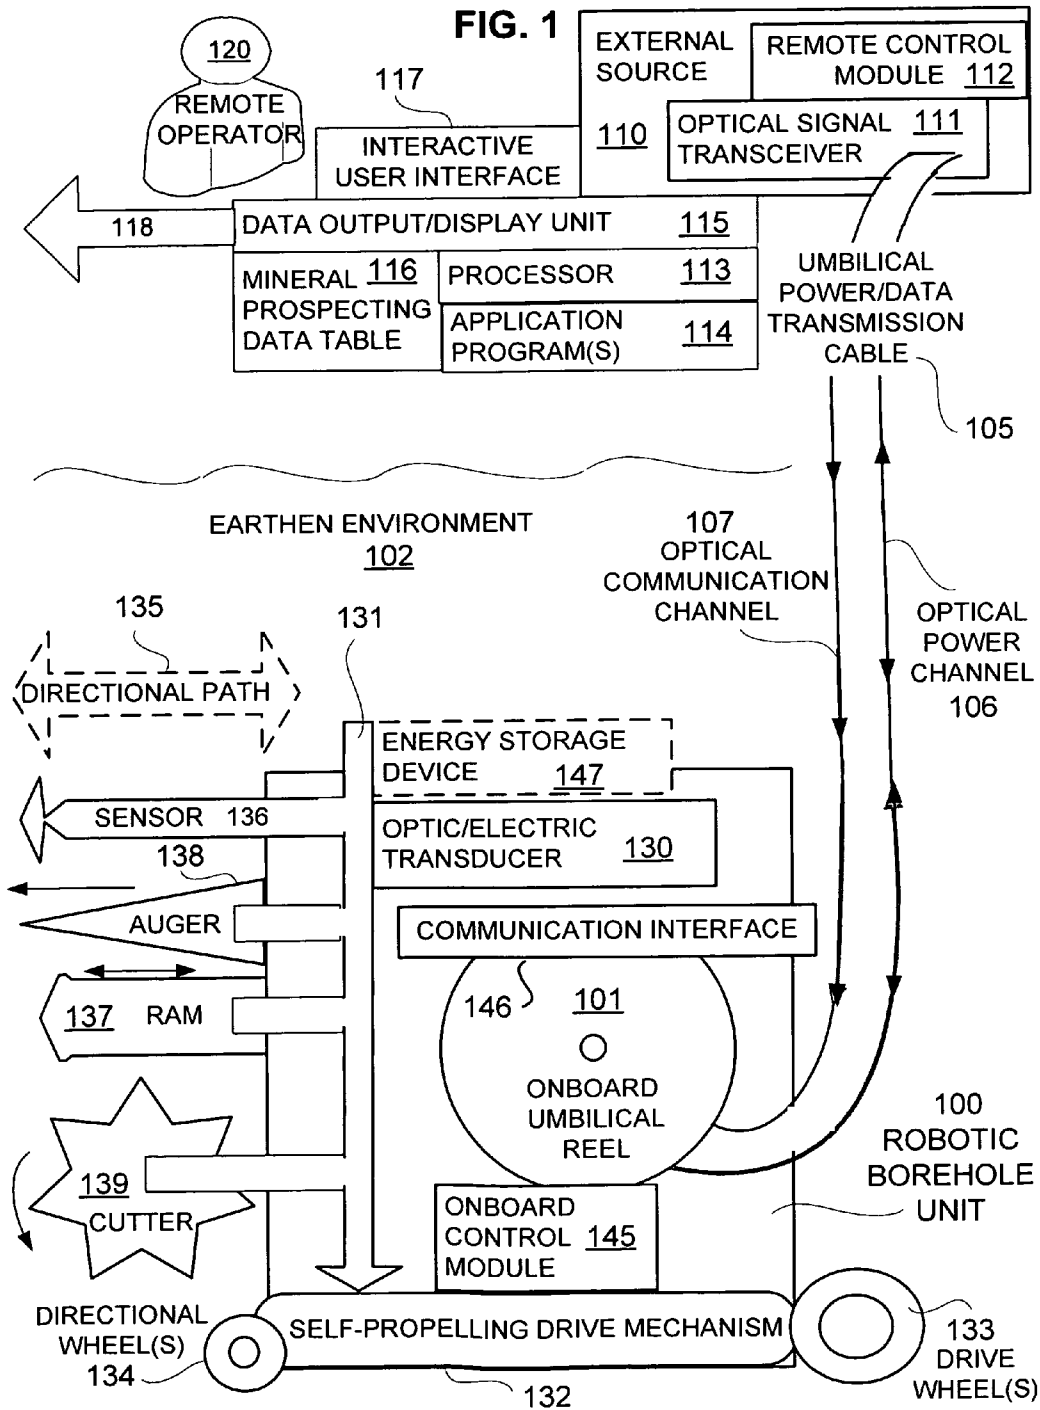 FIG. 1
120
REMOTE
OPERATOR
117
INTERACTIVE
USER INTERFACE
EXTERNAL
SOURCE
110
REMOTE CONTROL
MODULE 112
OPTICAL SIGNAL 111
TRANSCEIVER
118
DATA OUTPUT/DISPLAY UNIT 115
MINERAL 116
PROSPECTING
DATA TABLE
PROCESSOR 113
APPLICATION
PROGRAM(S) 114
UMBILICAL
POWER/DATA
TRANSMISSION
CABLE
105
EARTHEN ENVIRONMENT
102
107
OPTICAL
COMMUNICATION
CHANNEL
OPTICAL
POWER
CHANNEL
106
135
DIRECTIONAL PATH
131
ENERGY STORAGE
DEVICE 147
SENSOR 136
OPTIC/ELECTRIC
TRANSDUCER 130
138
AUGER
COMMUNICATION INTERFACE
146
137 RAM
101
ONBOARD
UMBILICAL
REEL
139
CUTTER
100
ROBOTIC
BOREHOLE
UNIT
ONBOARD
CONTROL 145
MODULE
DIRECTIONAL
WHEEL(S)
134
SELF-PROPELLING DRIVE MECHANISM
132
133
DRIVE
WHEEL(S)